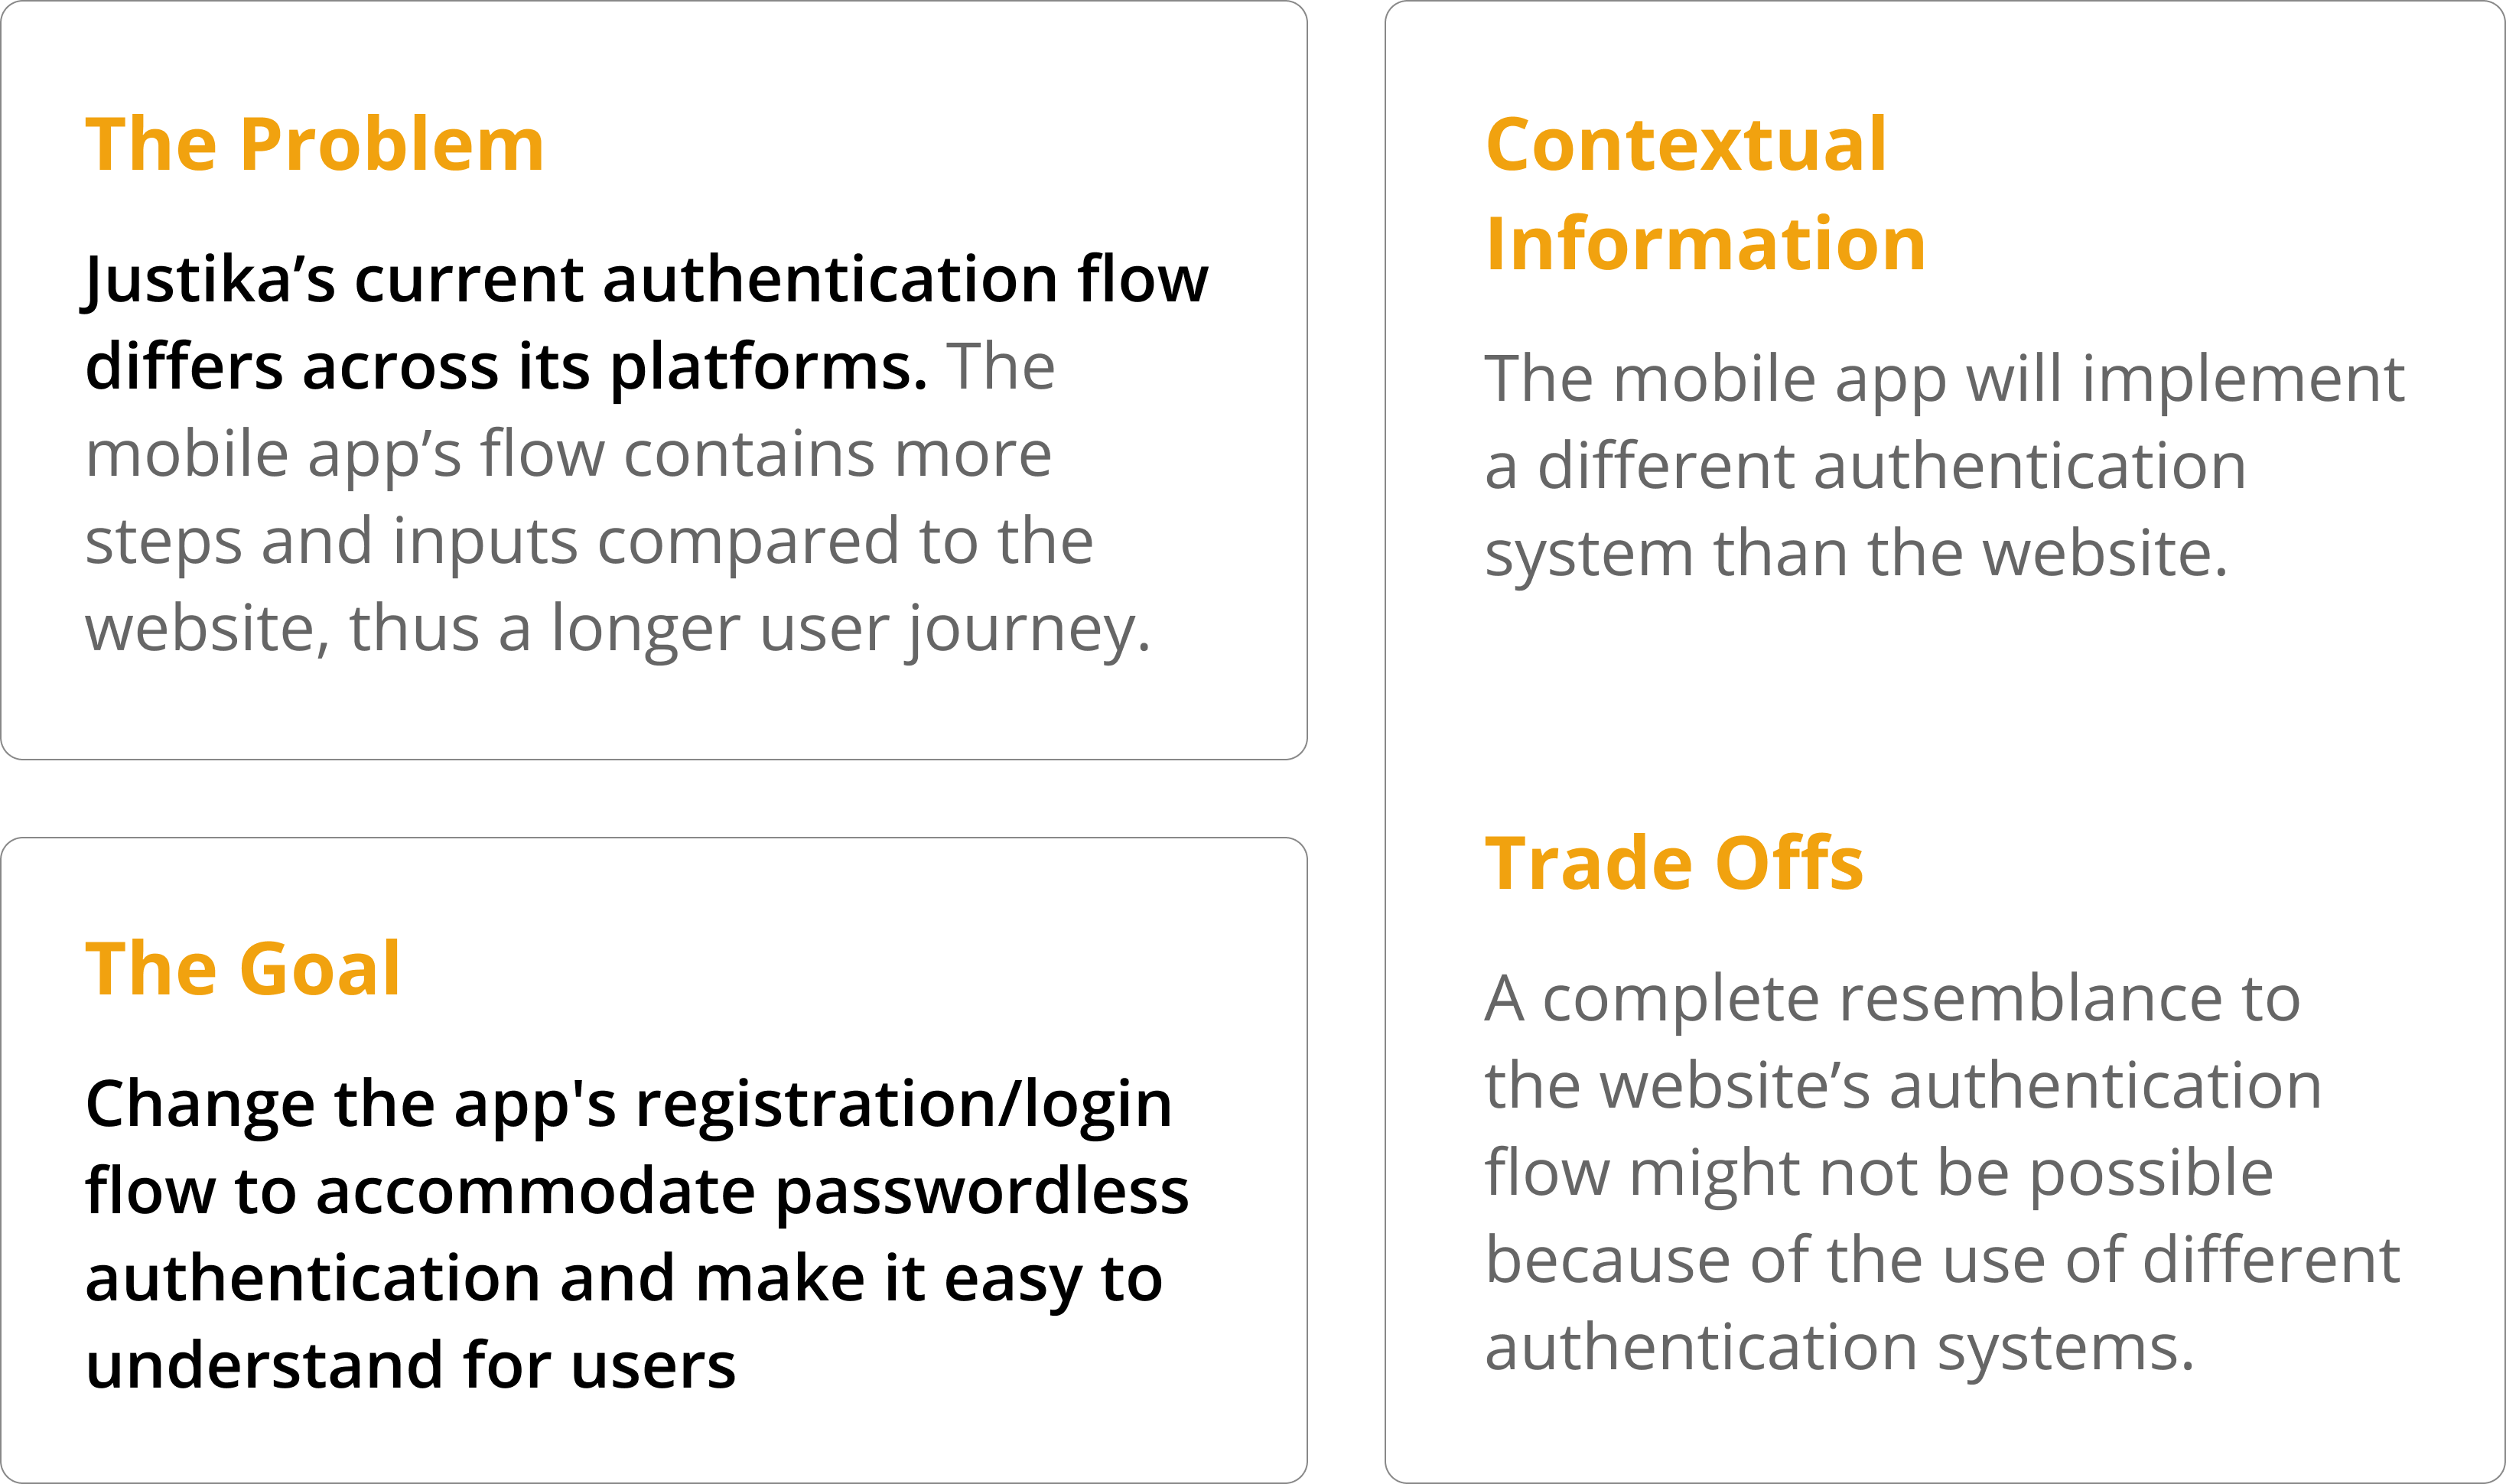 The Problem
Justika’s current authentication flow
differs across its platforms. The
mobile app’s flow contains more
steps and inputs compared to the
website, thus a longer user journey.
The Goal
Change the app's registration/login
flow to accommodate passwordless
authentication and make it easy to
understand for users
Contextual
Information
The mobile app will implement
a different authentication
system than the website.
Trade Offs
A complete resemblance to
the website’s authentication
flow might not be possible
because of the use of different
authentication systems.